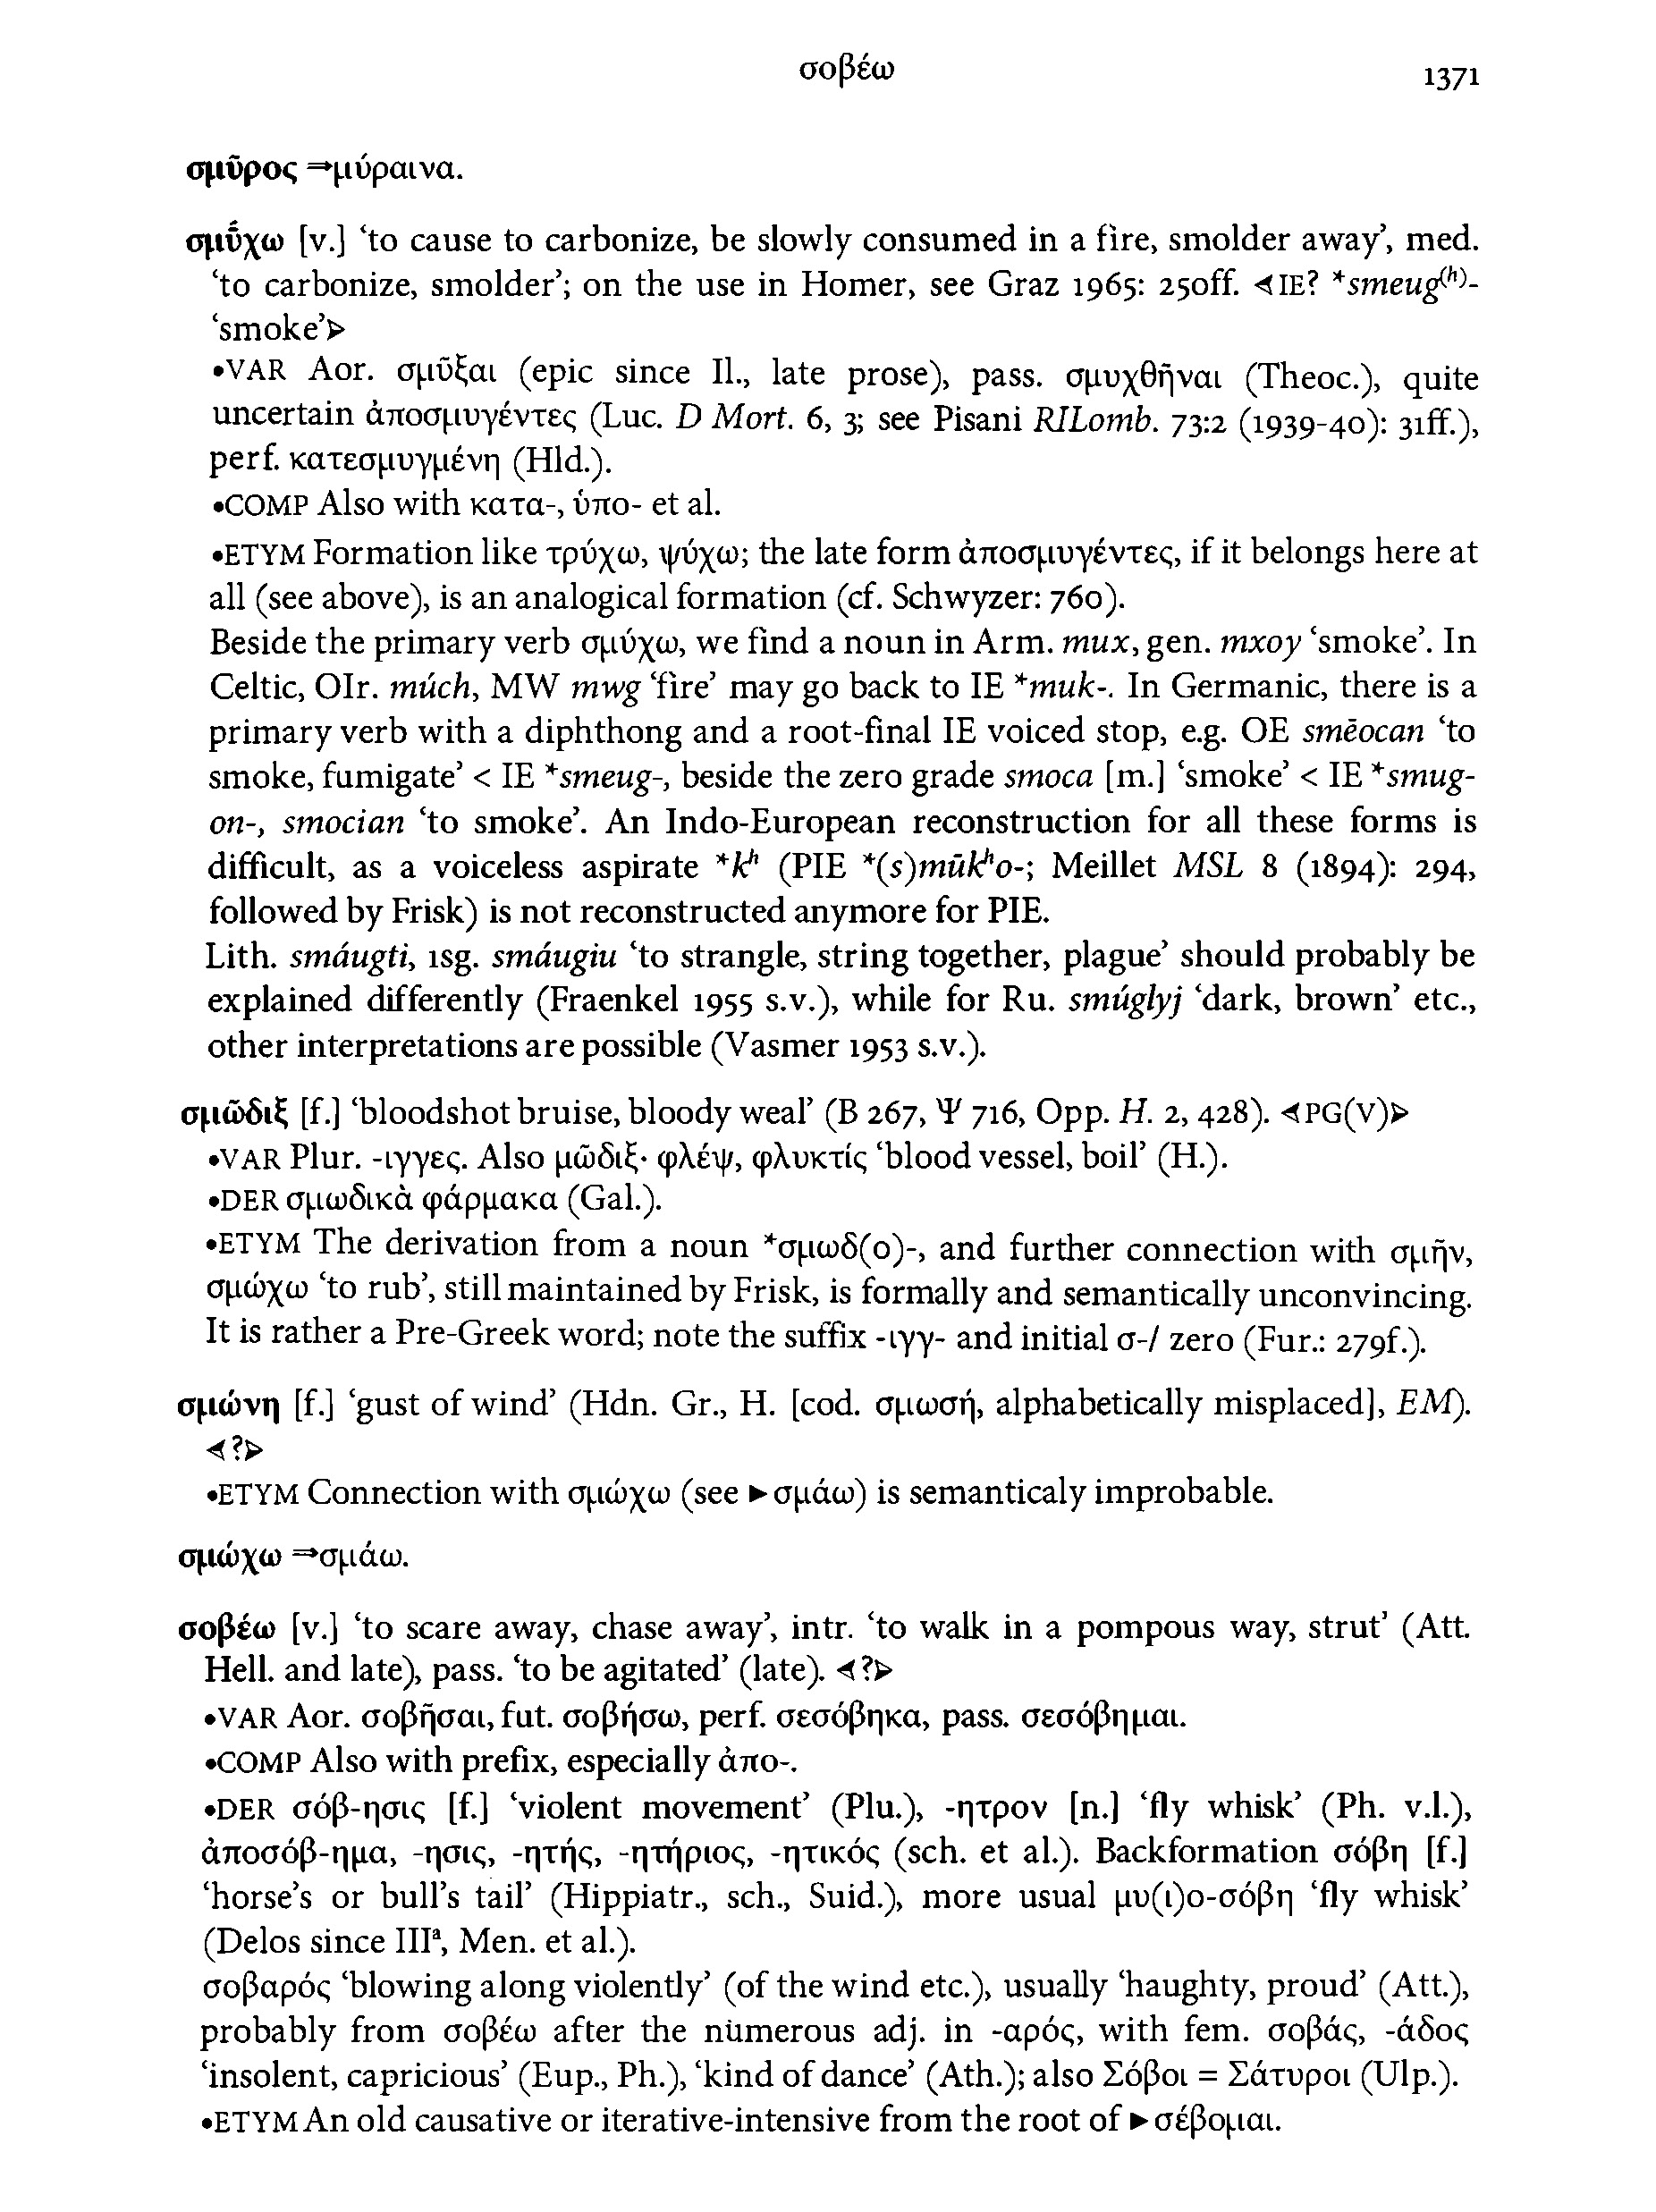 σοβέω 1371
σμῦρος ⇒μύραινα.
σμῡ́χω [v.] ‘to cause to carbonize, be slowly consumed in a fire, smolder away’, med.
‘to carbonize, smolder’; on the use in Homer, see Graz 1965: 250ff. ⊲IE? *smeug⁽ʰ⁾-
‘smoke’⊳
•VAR Aor. σμῦξαι (epic since Il., late prose), pass. σμυχθῆναι (Theoc.), quite
uncertain ἀποσμυγέντες (Luc. D Mort. 6, 3; see Pisani RILomb. 73:2 (1939-40): 31ff.),
perf. κατεσμυγμένη (Hld.).
•COMP Also with κατα-, ὑπο- et al.
•ETYM Formation like τρύχω, ψύχω; the late form ἀποσμυγέντες, if it belongs here at
all (see above), is an analogical formation (cf. Schwyzer: 760).
Beside the primary verb σμύχω, we find a noun in Arm. mux, gen. mxoy ‘smoke’. In
Celtic, OIr. múch, MW mwg ‘fire’ may go back to IE *muk-. In Germanic, there is a
primary verb with a diphthong and a root-final IE voiced stop, e.g. OE smēocan ‘to
smoke, fumigate’ < IE *smeug-, beside the zero grade smoca [m.] ‘smoke’ < IE *smug-
on-, smocian ‘to smoke’. An Indo-European reconstruction for all these forms is
difficult, as a voiceless aspirate *kʰ (PIE *(s)mūkʰo-; Meillet MSL 8 (1894): 294,
followed by Frisk) is not reconstructed anymore for PIE.
Lith. smáugti, 1sg. smáugiu ‘to strangle, string together, plague’ should probably be
explained differently (Fraenkel 1955 s.v.), while for Ru. smúglyj ‘dark, brown’ etc.,
other interpretations are possible (Vasmer 1953 s.v.).
σμῶδιξ [f.] ‘bloodshot bruise, bloody weal’ (B 267, Ψ 716, Opp. H. 2, 428). ⊲PG(V)⊳
•VAR Plur. -ιγγες. Also μῶδιξ· φλέψ, φλυκτίς ‘blood vessel, boil’ (H.).
•DER σμωδικὰ φάρμακα (Gal.).
•ETYM The derivation from a noun *σμωδ(ο)-, and further connection with σμῆν,
σμώχω ‘to rub’, still maintained by Frisk, is formally and semantically unconvincing.
It is rather a Pre-Greek word; note the suffix -ιγγ- and initial σ-/ zero (Fur.: 279f.).
σμώνη [f.] ‘gust of wind’ (Hdn. Gr., H. [cod. σμωσή, alphabetically misplaced], EM).
⊲?⊳
•ETYM Connection with σμώχω (see ►σμάω) is semanticaly improbable.
σμώχω ⇒σμάω.
σοβέω [v.] ‘to scare away, chase away’, intr. ‘to walk in a pompous way, strut’ (Att.
Hell. and late), pass. ‘to be agitated’ (late). ⊲?⊳
•VAR Aor. σοβῆσαι, fut. σοβήσω, perf. σεσόβηκα, pass. σεσόβημαι.
•COMP Also with prefix, especially ἀπο-.
•DER σόβ-ησις [f.] ‘violent movement’ (Plu.), -ητρον [n.] ‘fly whisk’ (Ph. v.l.),
ἀποσόβ-ημα, -ησις, -ητής, -ητήριος, -ητικός (sch. et al.). Backformation σόβη [f.]
‘horse’s or bull’s tail’ (Hippiatr., sch., Suid.), more usual μυ(ι)ο-σόβη ‘fly whisk’
(Delos since IIIᵃ, Men. et al.).
σοβαρός ‘blowing along violently’ (of the wind etc.), usually ‘haughty, proud’ (Att.),
probably from σοβέω after the numerous adj. in -αρός, with fem. σοβάς, -άδος
‘insolent, capricious’ (Eup., Ph.), ‘kind of dance’ (Ath.); also Σόβοι = Σάτυροι (Ulp.).
•ETYM An old causative or iterative-intensive from the root of ►σέβομαι.